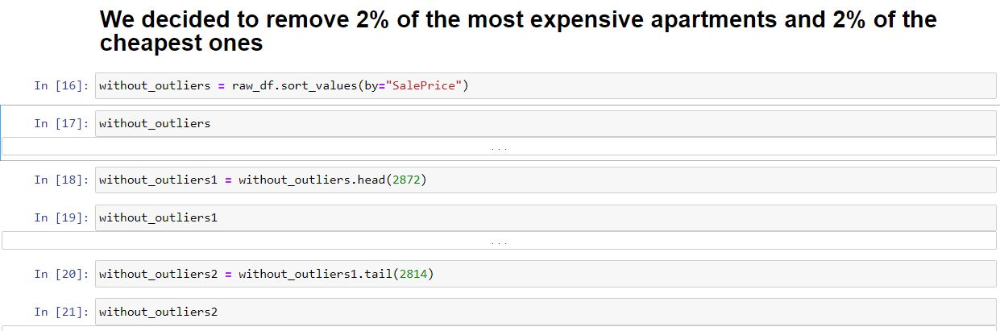 We decided to remove 2% of the most expensive apartments and 2% of the
cheapest ones
In [16]: without_outliers = raw_df.sort_values(by="SalePrice")
In [17]: without_outliers
...
In [18]: without_outliers1 = without_outliers.head(2872)
In [19]: without_outliers1
...
In [20]: without_outliers2 = without_outliers1.tail(2814)
In [21]: without_outliers2